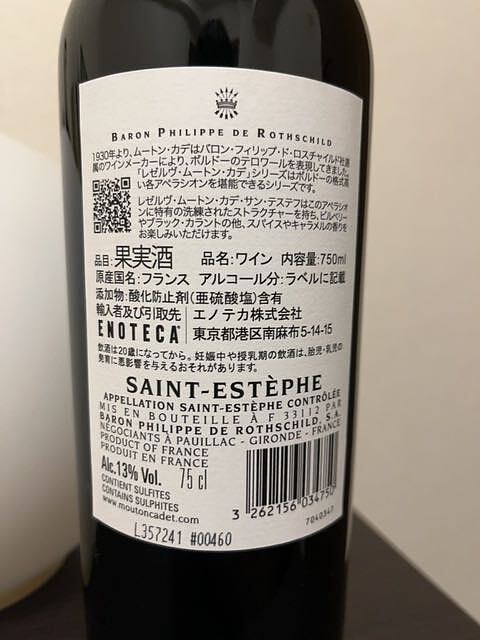 BARON PHILIPPE DE ROTHSCHILD
1930年より、ムートン・カデはバロン・フィリップ・ド・ロスチャイルド社所
属のワインメーカーにより、ボルドーのテロワールを表現してきました。
「レゼルヴ・ムートン・カデ」シリーズはボルドーの格式高
い各アペラシオンを堪能できるシリーズです。
レゼルヴ・ムートン・カデ・サン・テステフはこのアペラシオ
ンに特有の洗練されたストラクチャーを持ち、ビルベリー
やブラック・カラントの他、スパイスやキャラメルの香りを
お楽しみいただけます。
品目:果実酒 品名:ワイン 内容量:750ml
原産国名:フランス アルコール分:ラベルに記載
添加物:酸化防止剤(亜硫酸塩)含有
輸入者及び引取先 エノテカ株式会社
ENOTECA 東京都港区南麻布5-14-15
飲酒は20歳になってから。妊娠中や授乳期の飲酒は、胎児・乳児の
発育に悪影響を与えるおそれがあります。
SAINT-ESTÈPHE
APPELLATION SAINT-ESTÈPHE CONTRÔLÉE
MIS EN BOUTEILLE À F 33112 PAR
BARON PHILIPPE DE ROTHSCHILD, S.A.
NÉGOCIANTS À PAUILLAC - GIRONDE - FRANCE
PRODUCT OF FRANCE
PRODUIT EN FRANCE
Alc.13% Vol. 75 cl
CONTIENT SULFITES
CONTAINS SULPHITES
www.moutoncadet.com
3 262156 034750
L357241 #00460